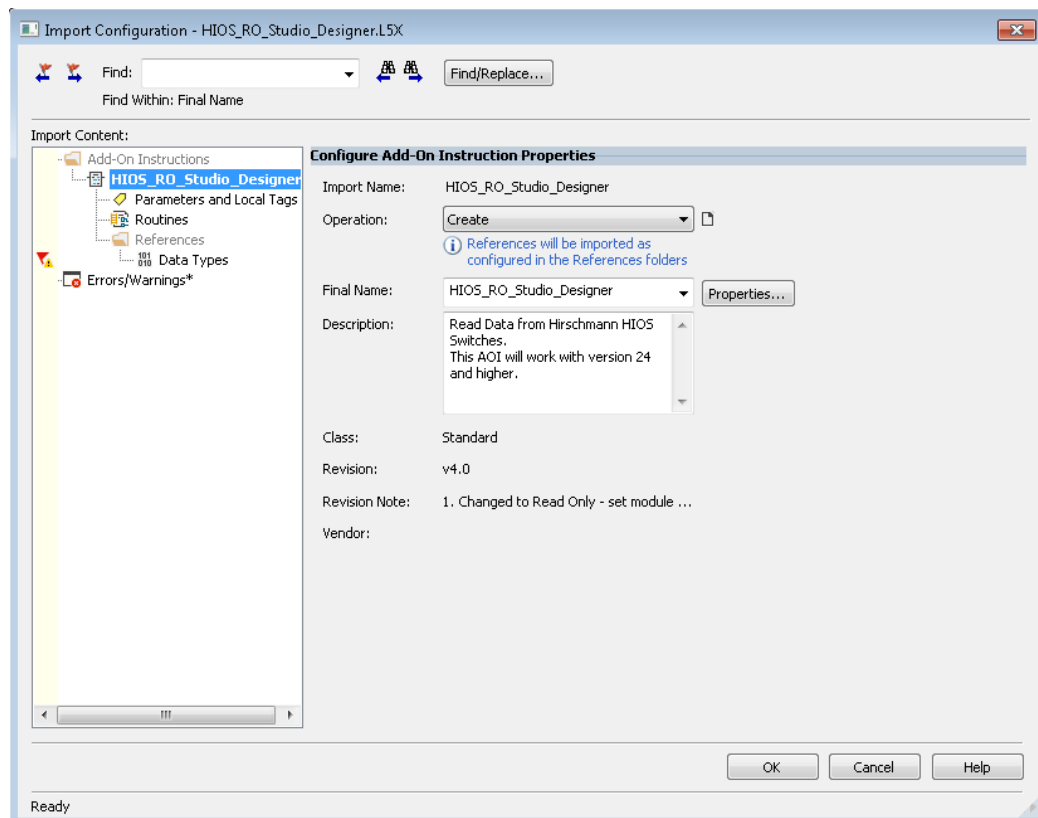 Import Configuration - HIOS_RO_Studio_Designer.L5X
Find:
Find/Replace...
Find Within: Final Name
Import Content:
Add-On Instructions
HIOS_RO_Studio_Designer
Parameters and Local Tags
Routines
References
Data Types
Errors/Warnings*
Configure Add-On Instruction Properties
Import Name: HIOS_RO_Studio_Designer
Operation: Create
References will be imported as
configured in the References folders
Final Name: HIOS_RO_Studio_Designer Properties...
Description: Read Data from Hirschmann HIOS
Switches.
This AOI will work with version 24
and higher.
Class: Standard
Revision: v4.0
Revision Note: 1. Changed to Read Only - set module ...
Vendor:
OK Cancel Help
Ready